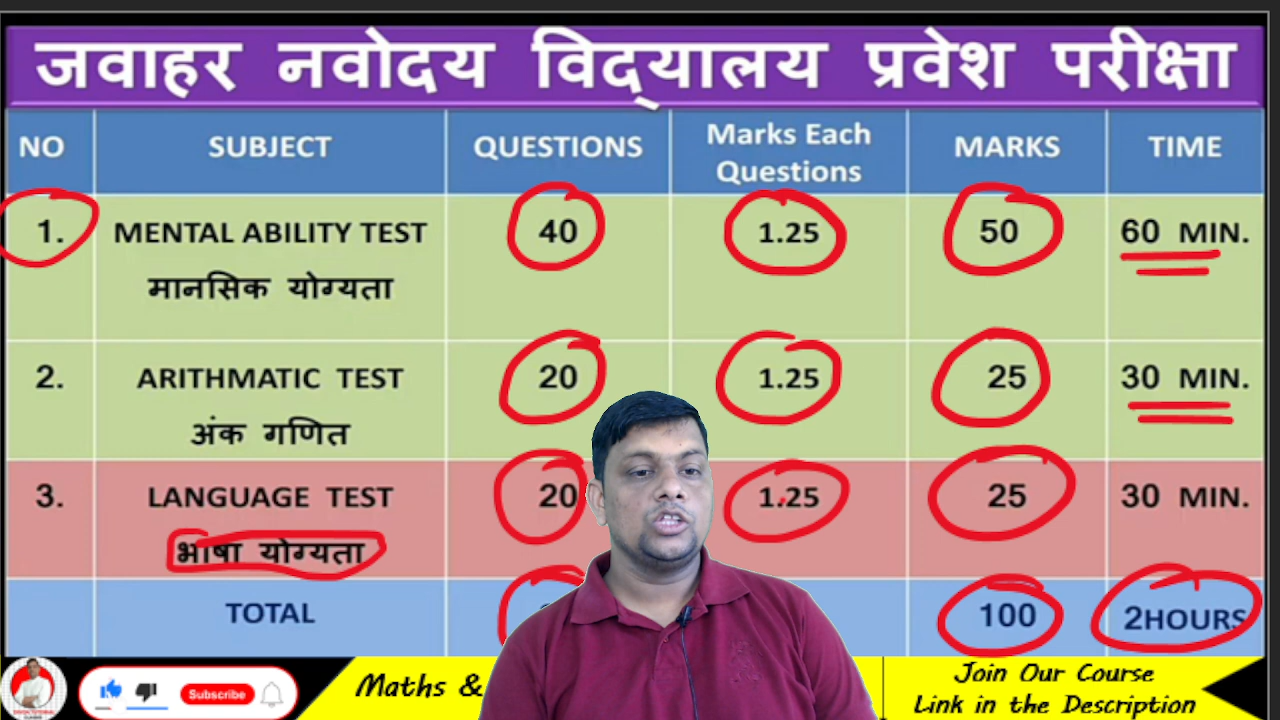 जवाहर नवोदय विद्यालय प्रवेश परीक्षा
NO SUBJECT QUESTIONS Marks Each Questions MARKS TIME
1. MENTAL ABILITY TEST 40 1.25 50 60 MIN.
मानसिक योग्यता
2. ARITHMATIC TEST 20 1.25 25 30 MIN.
अंक गणित
3. LANGUAGE TEST 20 1.25 25 30 MIN.
भाषा योग्यता
TOTAL 100 2HOURS
Subscribe
Maths &
Join Our Course
Link in the Description